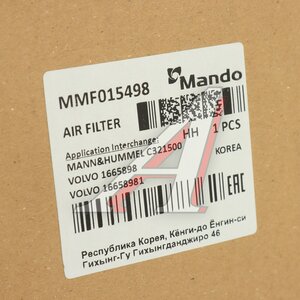 MMF015498
Mando
AIR FILTER
HH 1 PCS
Application Interchange:
MANN&HUMMEL C321500
VOLVO 1665898
KOREA
VOLVO 16658981
EAC
Республика Корея, Кёнги-до Ёнгин-си
Гихынг-Гу Гихынгданджиро 46